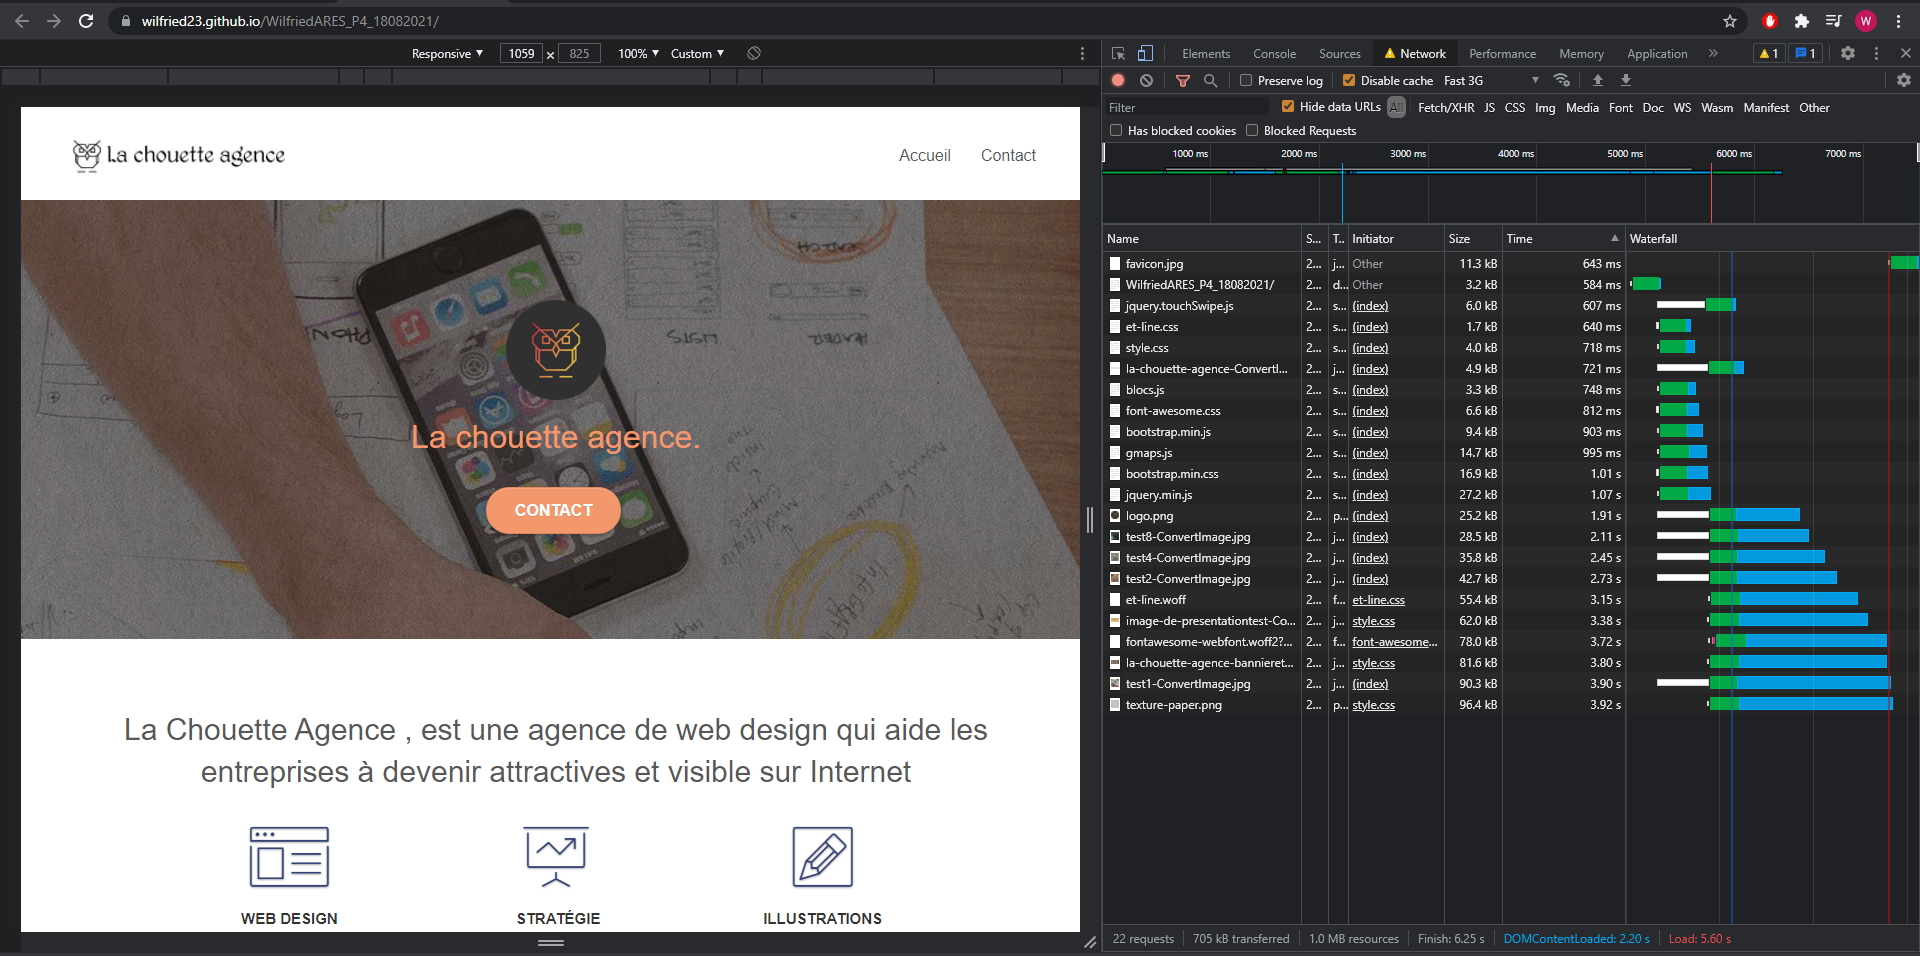 wilfried23.github.io/WilfriedARES_P4_18082021/
W
Responsive ▼ 1059 × 825 100% ▼ Custom ▼
Elements Console Sources Network Performance Memory Application » 1 1
Preserve log Disable cache Fast 3G
Filter Hide data URLs All Fetch/XHR JS CSS Img Media Font Doc WS Wasm Manifest Other
Has blocked cookies Blocked Requests
1000 ms 2000 ms 3000 ms 4000 ms 5000 ms 6000 ms 7000 ms
Name S... T.. Initiator Size Time Waterfall
favicon.jpg 2... j... Other 11.3 kB 643 ms
WilfriedARES_P4_18082021/ 2... d... Other 3.2 kB 584 ms
jquery.touchSwipe.js 2... s... (index) 6.0 kB 607 ms
et-line.css 2... s... (index) 1.7 kB 640 ms
style.css 2... s... (index) 4.0 kB 718 ms
la-chouette-agence-ConvertI... 2... j... (index) 4.9 kB 721 ms
blocs.js 2... s... (index) 3.3 kB 748 ms
font-awesome.css 2... s... (index) 6.6 kB 812 ms
bootstrap.min.js 2... s... (index) 9.4 kB 903 ms
gmaps.js 2... s... (index) 14.7 kB 995 ms
bootstrap.min.css 2... s... (index) 16.9 kB 1.01 s
jquery.min.js 2... s... (index) 27.2 kB 1.07 s
logo.png 2... p... (index) 25.2 kB 1.91 s
test8-ConvertImage.jpg 2... j... (index) 28.5 kB 2.11 s
test4-ConvertImage.jpg 2... j... (index) 35.8 kB 2.45 s
test2-ConvertImage.jpg 2... j... (index) 42.7 kB 2.73 s
et-line.woff 2... f... et-line.css 55.4 kB 3.15 s
image-de-presentationtest-Co... 2... j... style.css 62.0 kB 3.38 s
fontawesome-webfont.woff2?... 2... f... font-awesome... 78.0 kB 3.72 s
la-chouette-agence-bannieret... 2... j... style.css 81.6 kB 3.80 s
test1-ConvertImage.jpg 2... j... (index) 90.3 kB 3.90 s
texture-paper.png 2... p... style.css 96.4 kB 3.92 s
22 requests 705 kB transferred 1.0 MB resources Finish: 6.25 s DOMContentLoaded: 2.20 s Load: 5.60 s
La chouette agence
Accueil Contact
SEARCH
LISTS
HEADER
PHON
La chouette agence.
CONTACT
La Chouette Agence , est une agence de web design qui aide les
entreprises à devenir attractives et visible sur Internet
WEB DESIGN STRATÉGIE ILLUSTRATIONS